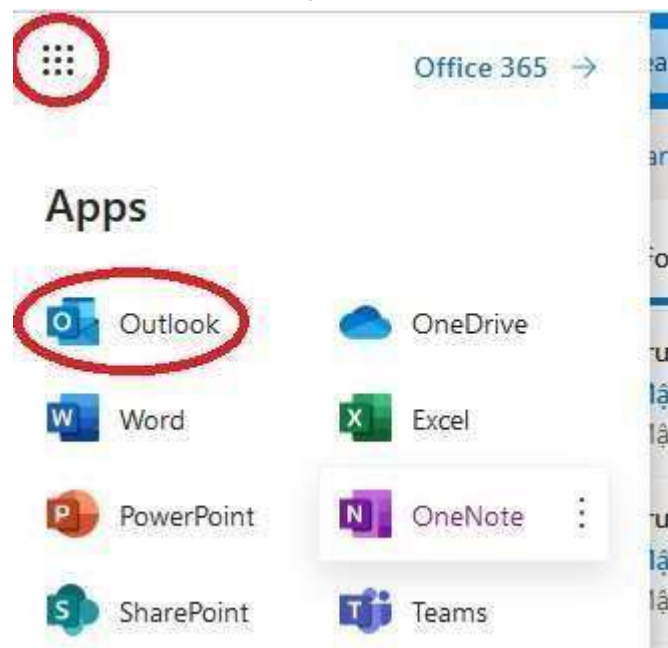 Office 365 →
Apps
Outlook OneDrive
Word Excel
PowerPoint OneNote
SharePoint Teams